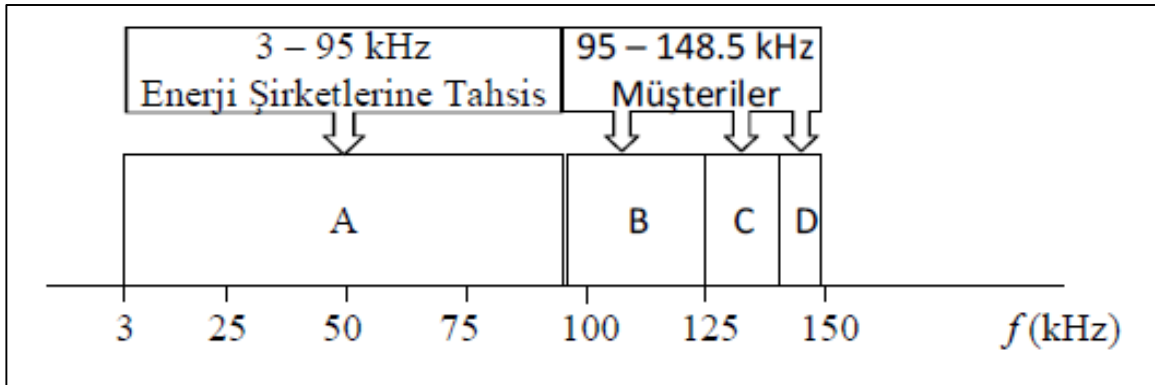 3 – 95 kHz
Enerji Şirketlerine Tahsis
95 – 148.5 kHz
Müşteriler
A
B
C
D
3
25
50
75
100
125
150
f (kHz)